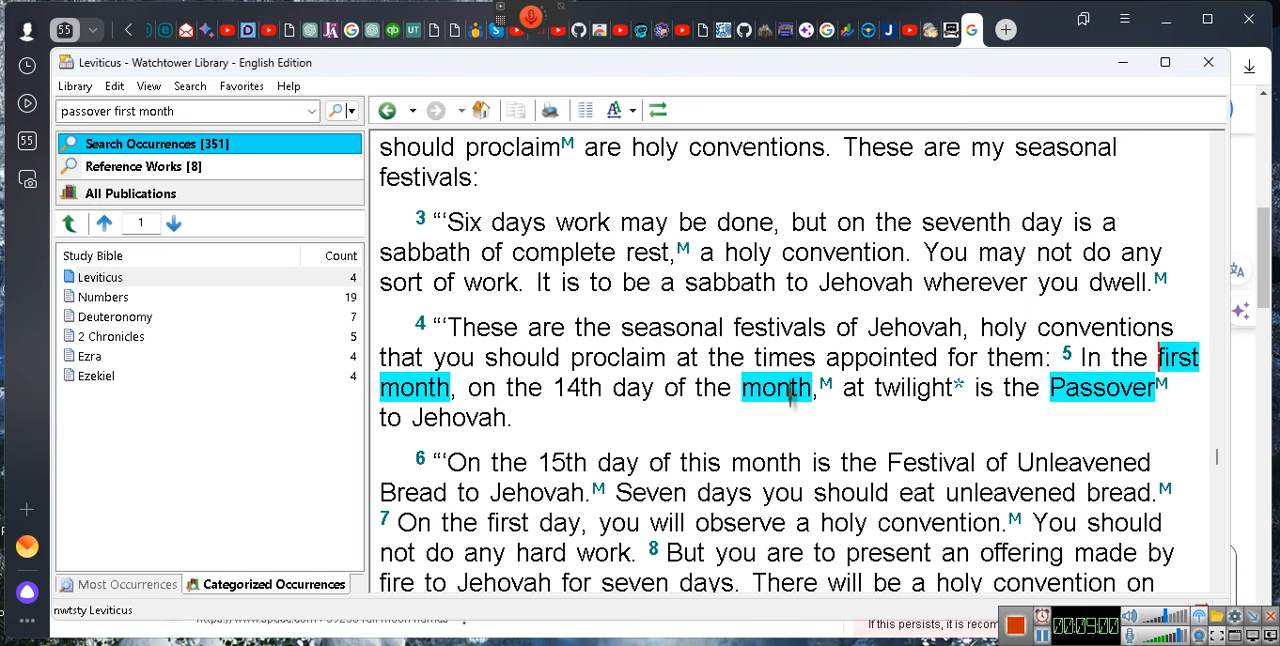 55
Leviticus - Watchtower Library - English Edition
Library Edit View Search Favorites Help
passover first month
Search Occurrences [351]
Reference Works [8]
All Publications
1
Study Bible Count
Leviticus 4
Numbers 19
Deuteronomy 7
2 Chronicles 5
Ezra 4
Ezekiel 4
Most Occurrences Categorized Occurrences
nwtsty Leviticus
should proclaimᴹ are holy conventions. These are my seasonal
festivals:
3 “‘Six days work may be done, but on the seventh day is a
sabbath of complete rest,ᴹ a holy convention. You may not do any
sort of work. It is to be a sabbath to Jehovah wherever you dwell.ᴹ
4 “‘These are the seasonal festivals of Jehovah, holy conventions
that you should proclaim at the times appointed for them: 5 In the first
month, on the 14th day of the month,ᴹ at twilight* is the Passoverᴹ
to Jehovah.
6 “‘On the 15th day of this month is the Festival of Unleavened
Bread to Jehovah.ᴹ Seven days you should eat unleavened bread.ᴹ
7 On the first day, you will observe a holy convention.ᴹ You should
not do any hard work. 8 But you are to present an offering made by
fire to Jehovah for seven days. There will be a holy convention on
If this persists, it is recom
00:09:00